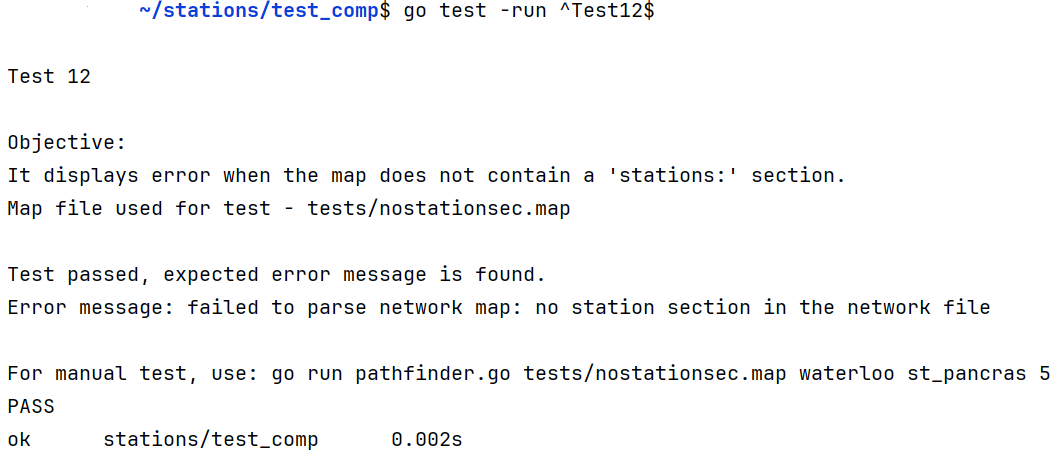 ~/stations/test_comp$ go test -run ^Test12$
Test 12
Objective:
It displays error when the map does not contain a 'stations:' section.
Map file used for test - tests/nostationsec.map
Test passed, expected error message is found.
Error message: failed to parse network map: no station section in the network file
For manual test, use: go run pathfinder.go tests/nostationsec.map waterloo st_pancras 5
PASS
ok      stations/test_comp      0.002s